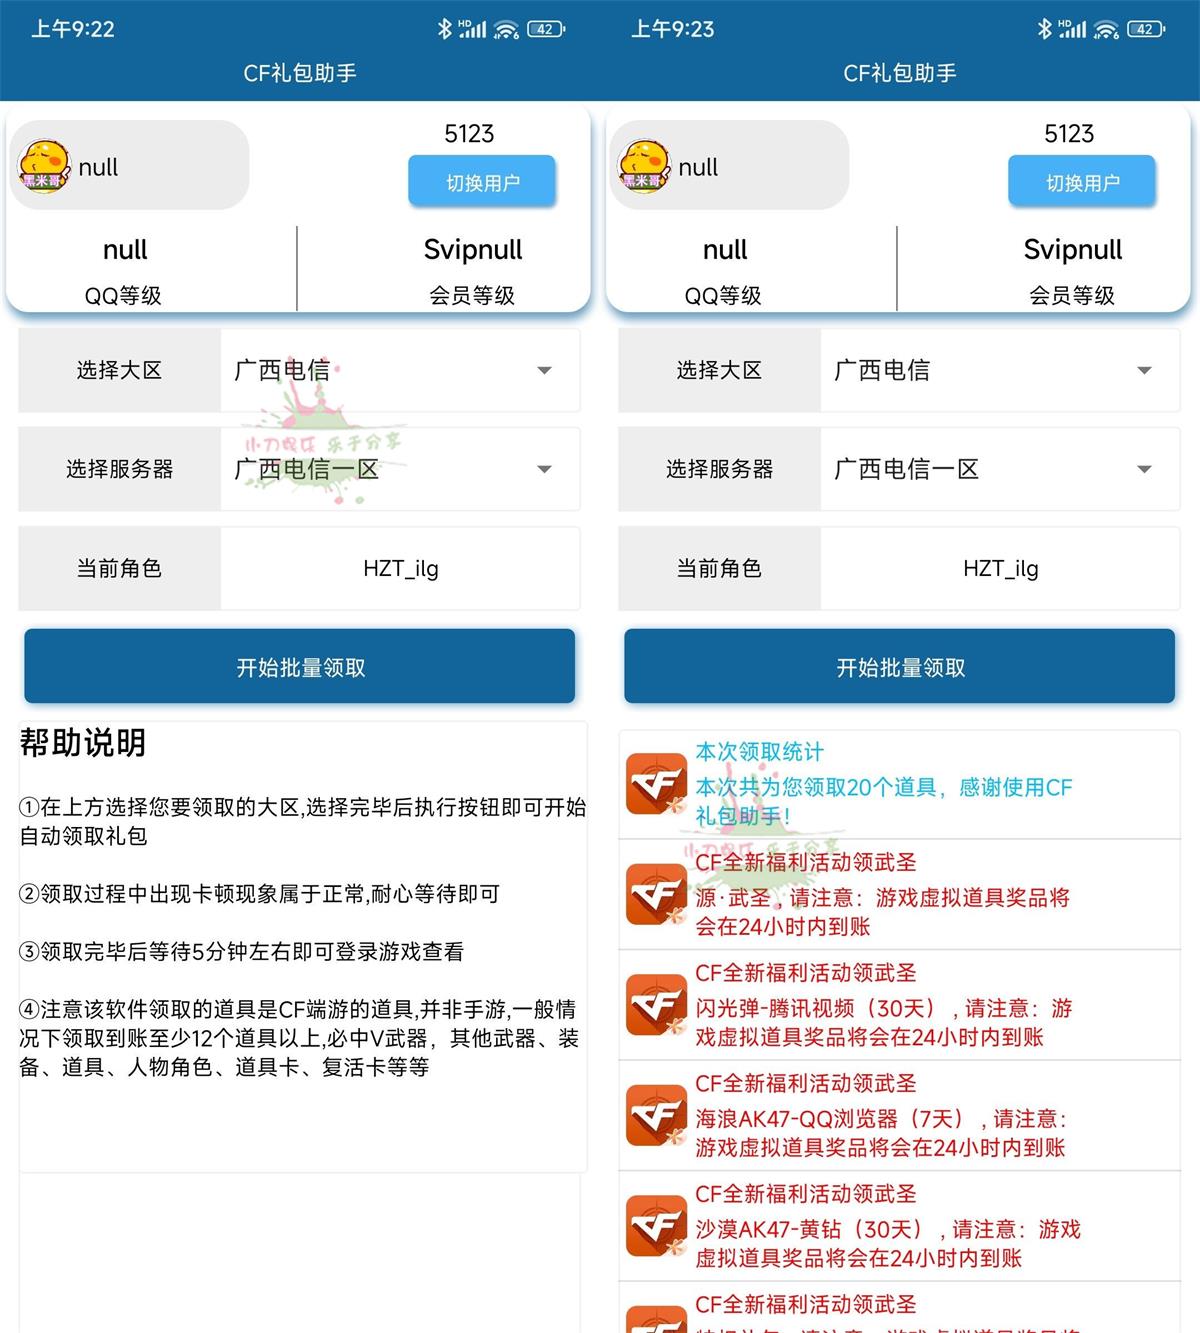 上午9:22
HD
6
42
CF礼包助手
黑米哥
null
5123
切换用户
null
QQ等级
Svipnull
会员等级
选择大区
广西电信
小刀娱乐 乐于分享
选择服务器
广西电信一区
当前角色
HZT_ilg
开始批量领取
帮助说明
①在上方选择您要领取的大区,选择完毕后执行按钮即可开始
自动领取礼包
②领取过程中出现卡顿现象属于正常,耐心等待即可
③领取完毕后等待5分钟左右即可登录游戏查看
④注意该软件领取的道具是CF端游的道具,并非手游,一般情
况下领取到账至少12个道具以上,必中V武器，其他武器、装
备、道具、人物角色、道具卡、复活卡等等
上午9:23
HD
6
42
CF礼包助手
黑米哥
null
5123
切换用户
null
QQ等级
Svipnull
会员等级
选择大区
广西电信
选择服务器
广西电信一区
当前角色
HZT_ilg
开始批量领取
本次领取统计
本次共为您领取20个道具，感谢使用CF
礼包助手！
小刀娱乐 乐于分享
CF全新福利活动领武圣
源·武圣 , 请注意：游戏虚拟道具奖品将
会在24小时内到账
CF全新福利活动领武圣
闪光弹-腾讯视频（30天） , 请注意：游
戏虚拟道具奖品将会在24小时内到账
CF全新福利活动领武圣
海浪AK47-QQ浏览器（7天） , 请注意：
游戏虚拟道具奖品将会在24小时内到账
CF全新福利活动领武圣
沙漠AK47-黄钻（30天） , 请注意：游戏
虚拟道具奖品将会在24小时内到账
CF全新福利活动领武圣